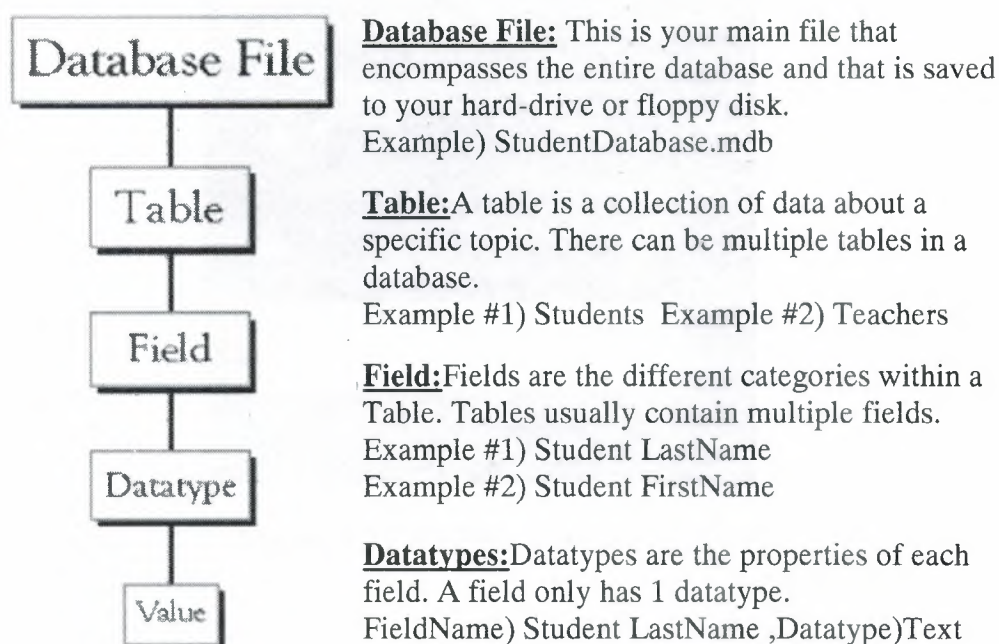 Database File
Table
Field
Datatype
Value
Database File: This is your main file that
encompasses the entire database and that is saved
to your hard-drive or floppy disk.
Example) StudentDatabase.mdb
Table:A table is a collection of data about a
specific topic. There can be multiple tables in a
database.
Example #1) Students Example #2) Teachers
Field:Fields are the different categories within a
Table. Tables usually contain multiple fields.
Example #1) Student LastName
Example #2) Student FirstName
Datatypes:Datatypes are the properties of each
field. A field only has 1 datatype.
FieldName) Student LastName ,Datatype)Text